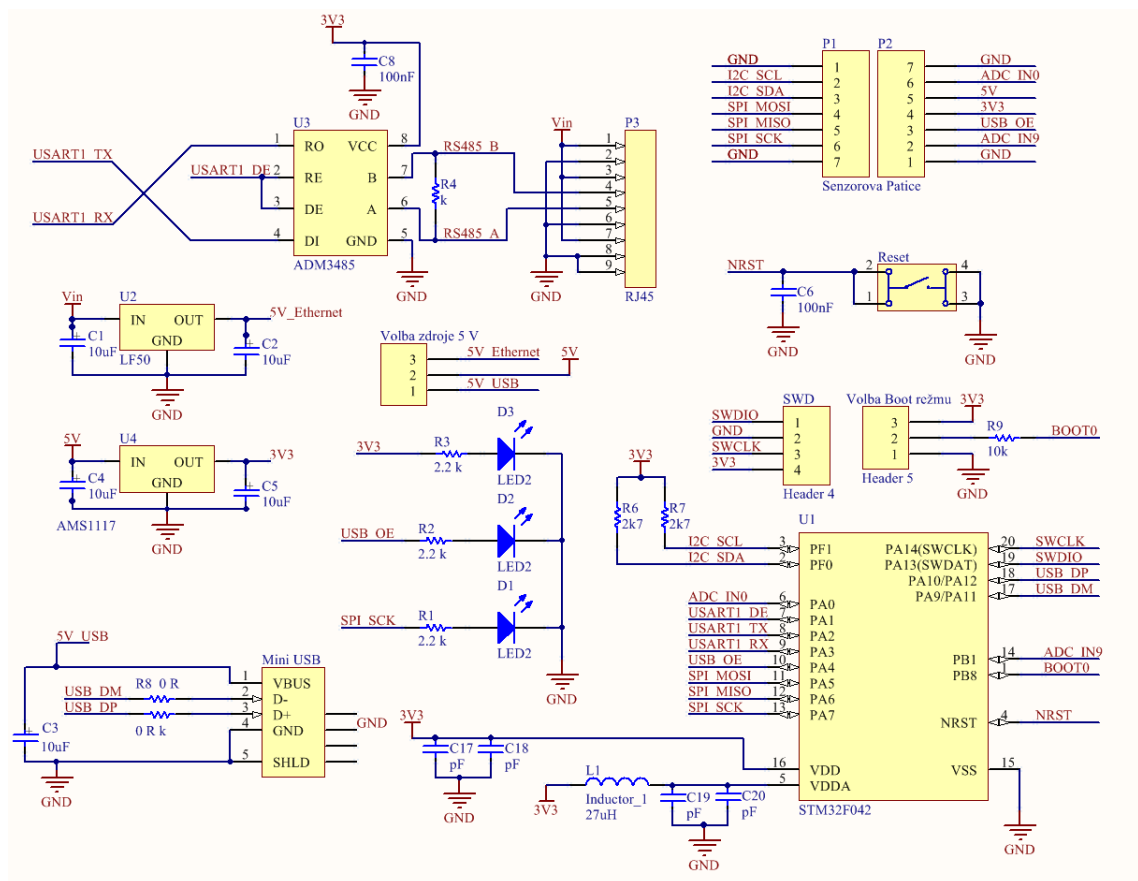 3V3
C8
100nF
GND
U3
USART1_TX
USART1_DE
USART1_RX
1 RO VCC 8
2 RE B 7
3 DE A 6
4 DI GND 5
ADM3485
GND
RS485_B
R4
k
RS485_A
Vin
P3
1
2
3
4
5
6
7
8
9
GND
RJ45
P1
GND 1
I2C_SCL 2
I2C_SDA 3
SPI_MOSI 4
SPI_MISO 5
SPI_SCK 6
GND 7
P2
7 GND
6 ADC_IN0
5 5V
4 3V3
3 USB_OE
2 ADC_IN9
1 GND
Senzorova Patice
NRST
C6
100nF
GND
Reset
2 4
1 3
GND
Vin
U2
IN OUT
GND
LF50
5V_Ethernet
C1
10uF
C2
10uF
GND
Volba zdroje 5 V
3 5V_Ethernet
2 5V
1 5V_USB
5V
U4
IN OUT
GND
3V3
C4
10uF
C5
10uF
AMS1117
GND
D3
3V3
R3
2.2 k
LED2
D2
USB_OE
R2
2.2 k
LED2
D1
SPI_SCK
R1
2.2 k
LED2
GND
SWD
SWDIO 1
GND 2
SWCLK 3
3V3 4
Header 4
Volba Boot režmu
3 3V3
2
1
R9
10k
BOOT0
Header 5
GND
3V3
R6
2k7
R7
2k7
U1
I2C_SCL 3 PF1
I2C_SDA 2 PF0
ADC_IN0 6 PA0
USART1_DE 7 PA1
USART1_TX 8 PA2
USART1_RX 9 PA3
USB_OE 10 PA4
SPI_MOSI 11 PA5
SPI_MISO 12 PA6
SPI_SCK 13 PA7
16 VDD
5 VDDA
PA14(SWCLK) 20 SWCLK
PA13(SWDAT) 19 SWDIO
PA10/PA12 18 USB_DP
PA9/PA11 17 USB_DM
PB1 14 ADC_IN9
PB8 1 BOOT0
NRST 4 NRST
VSS 15
STM32F042
GND
5V_USB
Mini USB
R8 0 R
USB_DM
USB_DP
0 R k
1 VBUS
2 D-
3 D+
4 GND
5 SHLD
GND
C3
10uF
GND
3V3
C17
pF
C18
pF
GND
3V3
L1
Inductor_1
27uH
C19
pF
C20
pF
GND